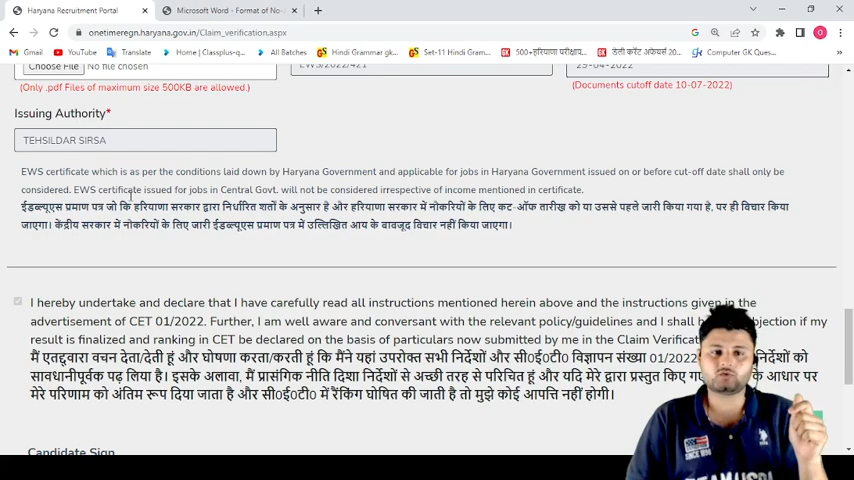 Haryana Recruitment Portal
Microsoft Word - Format of No-
onetimeregn.haryana.gov.in/Claim_verification.aspx
Gmail
YouTube
Translate
Home | Classplus-q...
All Batches
Hindi Grammar gk...
Set-11 Hindi Gram...
500+हरियाणा परीक्षाप...
डेली करेंट अफेयर्स 20...
Computer GK Ques...
Choose File No file chosen
EWS/2022/421
29-04-2022
(Only .pdf Files of maximum size 500KB are allowed.)
(Documents cutoff date 10-07-2022)
Issuing Authority*
TEHSILDAR SIRSA
EWS certificate which is as per the conditions laid down by Haryana Government and applicable for jobs in Haryana Government issued on or before cut-off date shall only be
considered. EWS certificate issued for jobs in Central Govt. will not be considered irrespective of income mentioned in certificate.
ईडब्ल्यूएस प्रमाण पत्र जो कि हरियाणा सरकार द्वारा निर्धारित शर्तों के अनुसार है और हरियाणा सरकार में नौकरियों के लिए कट-ऑफ तारीख को या उससे पहले जारी किया गया है, पर ही विचार किया
जाएगा। केंद्रीय सरकार में नौकरियों के लिए जारी ईडब्ल्यूएस प्रमाण पत्र में उल्लिखित आय के बावजूद विचार नहीं किया जाएगा।
I hereby undertake and declare that I have carefully read all instructions mentioned herein above and the instructions given in the
advertisement of CET 01/2022. Further, I am well aware and conversant with the relevant policy/guidelines and I shall bjection if my
result is finalized and ranking in CET be declared on the basis of particulars now submitted by me in the Claim Verificat
मैं एतद्द्वारा वचन देता/देती हूं और घोषणा करता/करती हूं कि मैंने यहां उपरोक्त सभी निर्देशों और सी0ई0टी0 विज्ञापन संख्या 01/2022 निर्देशों को
सावधानीपूर्वक पढ़ लिया है। इसके अलावा, मैं प्रासंगिक नीति दिशा निर्देशों से अच्छी तरह से परिचित हूं और यदि मेरे द्वारा प्रस्तुत किए के आधार पर
मेरे परिणाम को अंतिम रूप दिया जाता है और सी0ई0टी0 में रैंकिंग घोषित की जाती है तो मुझे कोई आपत्ति नहीं होगी।
Candidate Sign
SINCE 1890